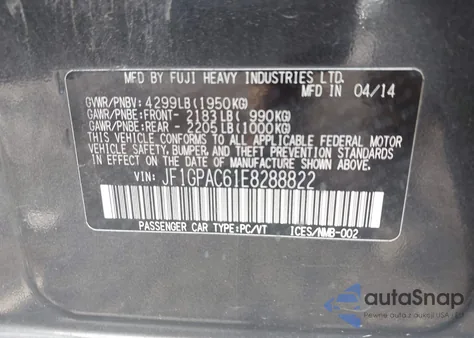 MFD BY FUJI HEAVY INDUSTRIES LTD.
MFD IN 04/14
GVWR/PNBV: 4299LB(1950KG)
GAWR/PNBE:FRONT- 2183LB( 990KG)
GAWR/PNBE:REAR - 2205LB(1000KG)
THIS VEHICLE CONFORMS TO ALL APPLICABLE FEDERAL MOTOR
VEHICLE SAFETY, BUMPER, AND THEFT PREVENTION STANDARDS
IN EFFECT ON THE DATE OF MANUFACTURE SHOWN ABOVE.
VIN: JF1GPAC61E8288822
PASSENGER CAR TYPE:PC/VT ICES/NMB-002
autoSnap